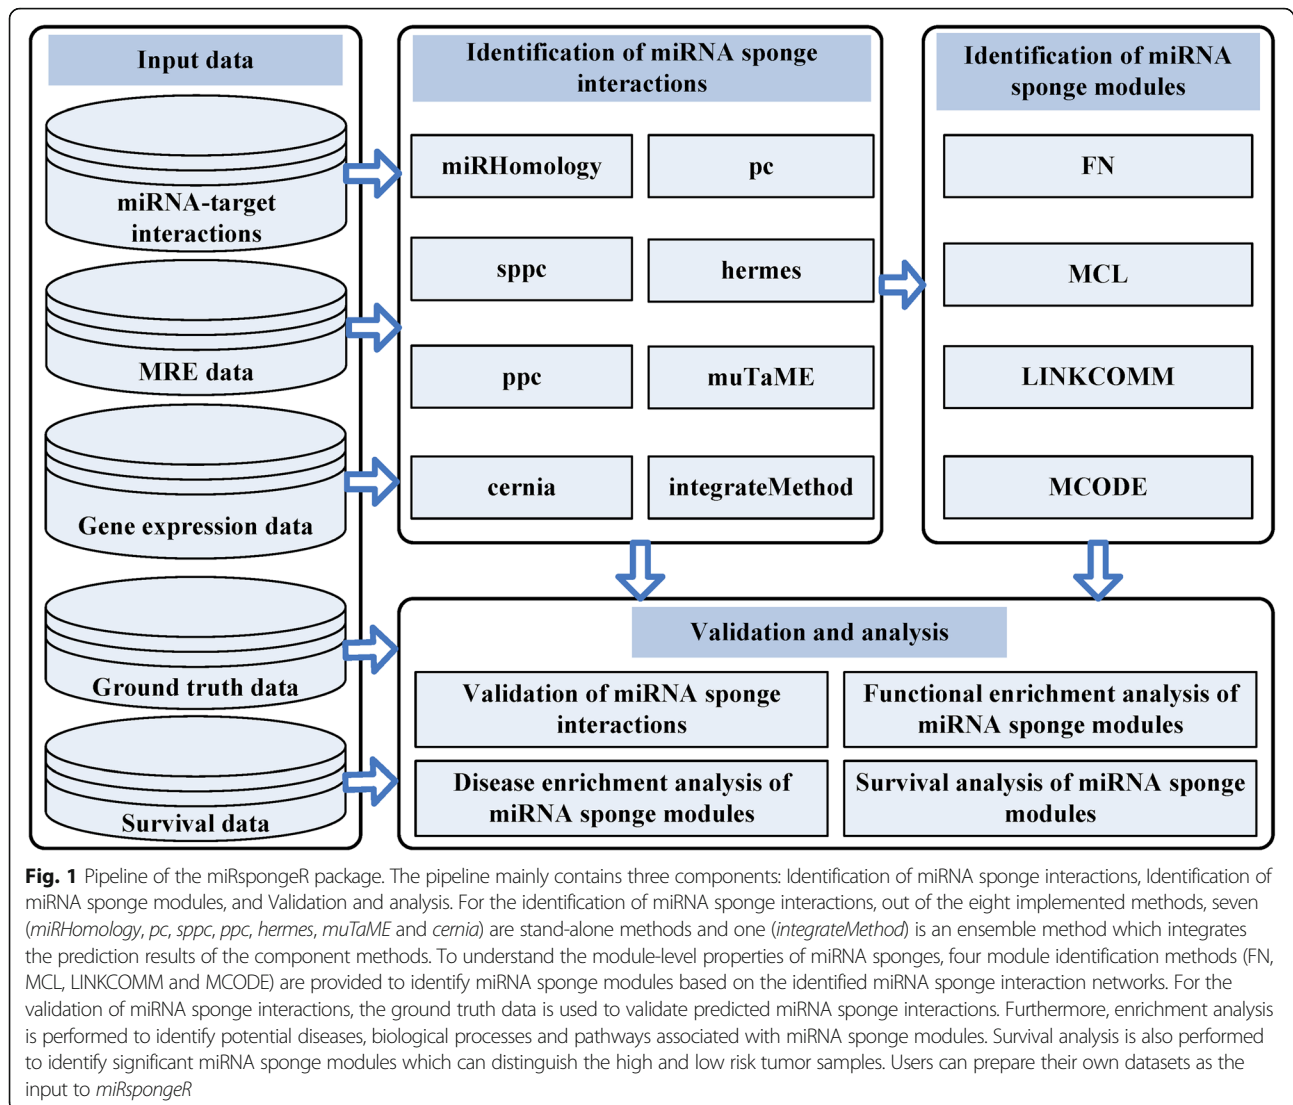 Input data
miRNA-target
interactions
MRE data
Gene expression data
Ground truth data
Survival data
Identification of miRNA sponge
interactions
miRHomology
pc
sppc
hermes
ppc
muTaME
cernia
integrateMethod
Identification of miRNA
sponge modules
FN
MCL
LINKCOMM
MCODE
Validation and analysis
Validation of miRNA sponge
interactions
Functional enrichment analysis of
miRNA sponge modules
Disease enrichment analysis of
miRNA sponge modules
Survival analysis of miRNA sponge
modules
Fig. 1 Pipeline of the miRspongeR package. The pipeline mainly contains three components: Identification of miRNA sponge interactions, Identification of
miRNA sponge modules, and Validation and analysis. For the identification of miRNA sponge interactions, out of the eight implemented methods, seven
(miRHomology, pc, sppc, ppc, hermes, muTaME and cernia) are stand-alone methods and one (integrateMethod) is an ensemble method which integrates
the prediction results of the component methods. To understand the module-level properties of miRNA sponges, four module identification methods (FN,
MCL, LINKCOMM and MCODE) are provided to identify miRNA sponge modules based on the identified miRNA sponge interaction networks. For the
validation of miRNA sponge interactions, the ground truth data is used to validate predicted miRNA sponge interactions. Furthermore, enrichment analysis
is performed to identify potential diseases, biological processes and pathways associated with miRNA sponge modules. Survival analysis is also performed
to identify significant miRNA sponge modules which can distinguish the high and low risk tumor samples. Users can prepare their own datasets as the
input to miRspongeR